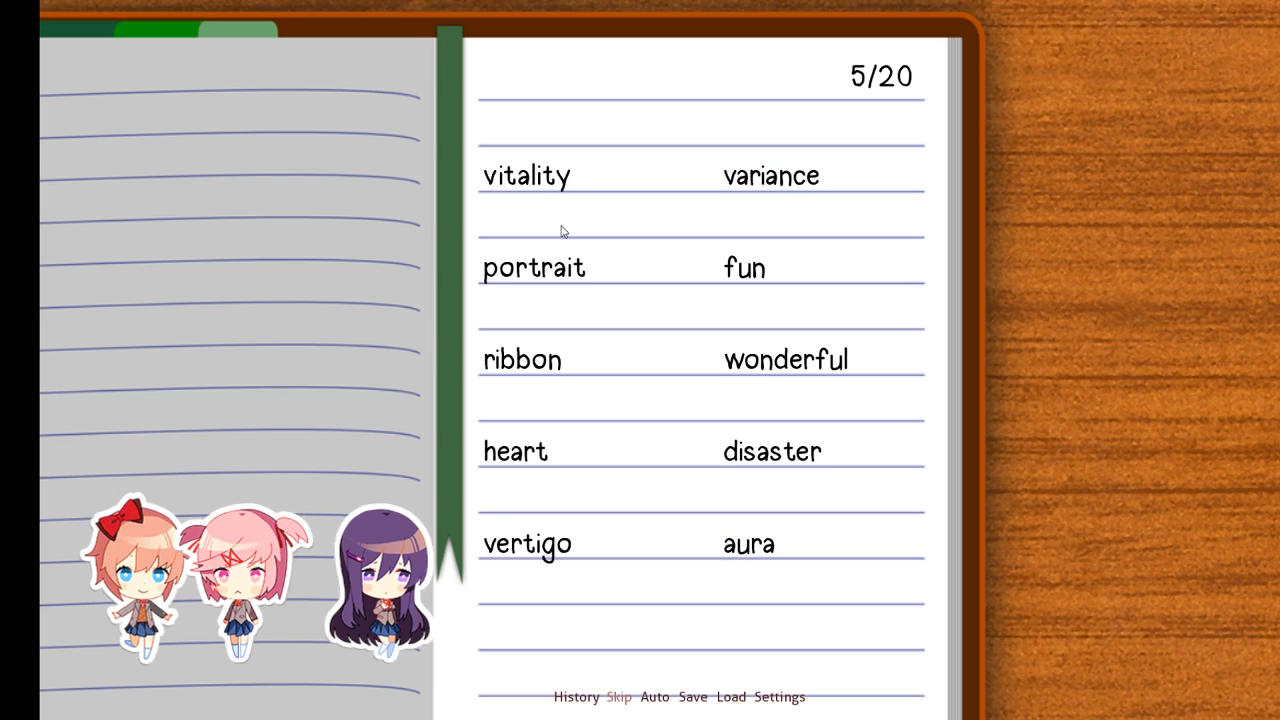 5/20
vitality variance
portrait fun
ribbon wonderful
heart disaster
vertigo aura
History Skip Auto Save Load Settings